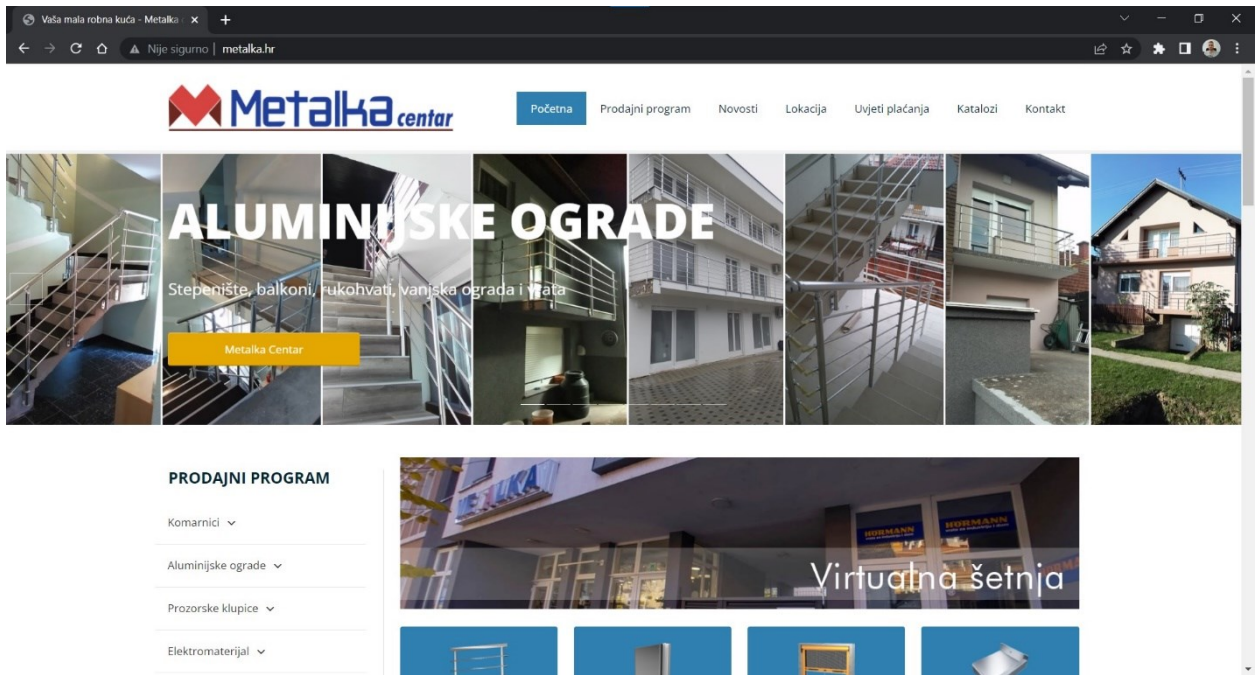 Vaša mala robna kuća - Metalka
Nije sigurno | metalka.hr
Metalka centar
Početna Prodajni program Novosti Lokacija Uvjeti plaćanja Katalozi Kontakt
ALUMINIJSKE OGRADE
Stepenište, balkoni, rukohvati, vanjska ograda i vrata
Metalka Centar
PRODAJNI PROGRAM
Komarnici
Aluminijske ograde
Prozorske klupice
Elektromaterijal
METALKA
HÖRMANN
HÖRMANN
Virtualna šetnja